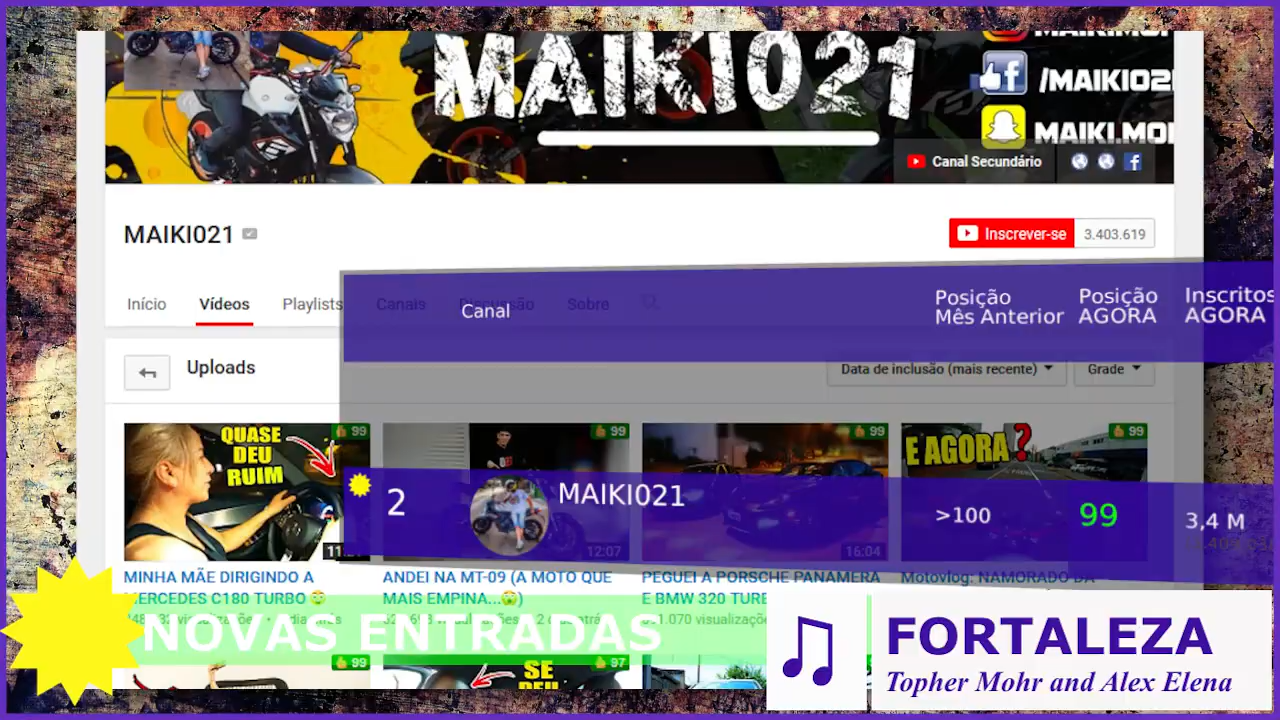 MAIKI021
/MAIKI021
MAIKI.MO
Canal Secundário
MAIKI021
Inscrever-se 3.403.619
Início Vídeos Playlists Canais Discussão Sobre
Canal
Posição
Mês Anterior
Posição
AGORA
Inscritos
AGORA
Uploads
Data de inclusão (mais recente) Grade
QUASE
DEU
RUIM
99
99
99
E AGORA?
99
2 MAIKI021 >100 99 3,4 M
12:07
16:04
MINHA MÃE DIRIGINDO A
MERCEDES C180 TURBO
ANDEI NA MT-09 (A MOTO QUE
MAIS EMPINA...)
PEGUEI A PORSCHE PANAMERA
E BMW 320 TURB
Motovlog: NAMORADO DA
NOVAS ENTRADAS
99
SE
97
FORTALEZA
Topher Mohr and Alex Elena